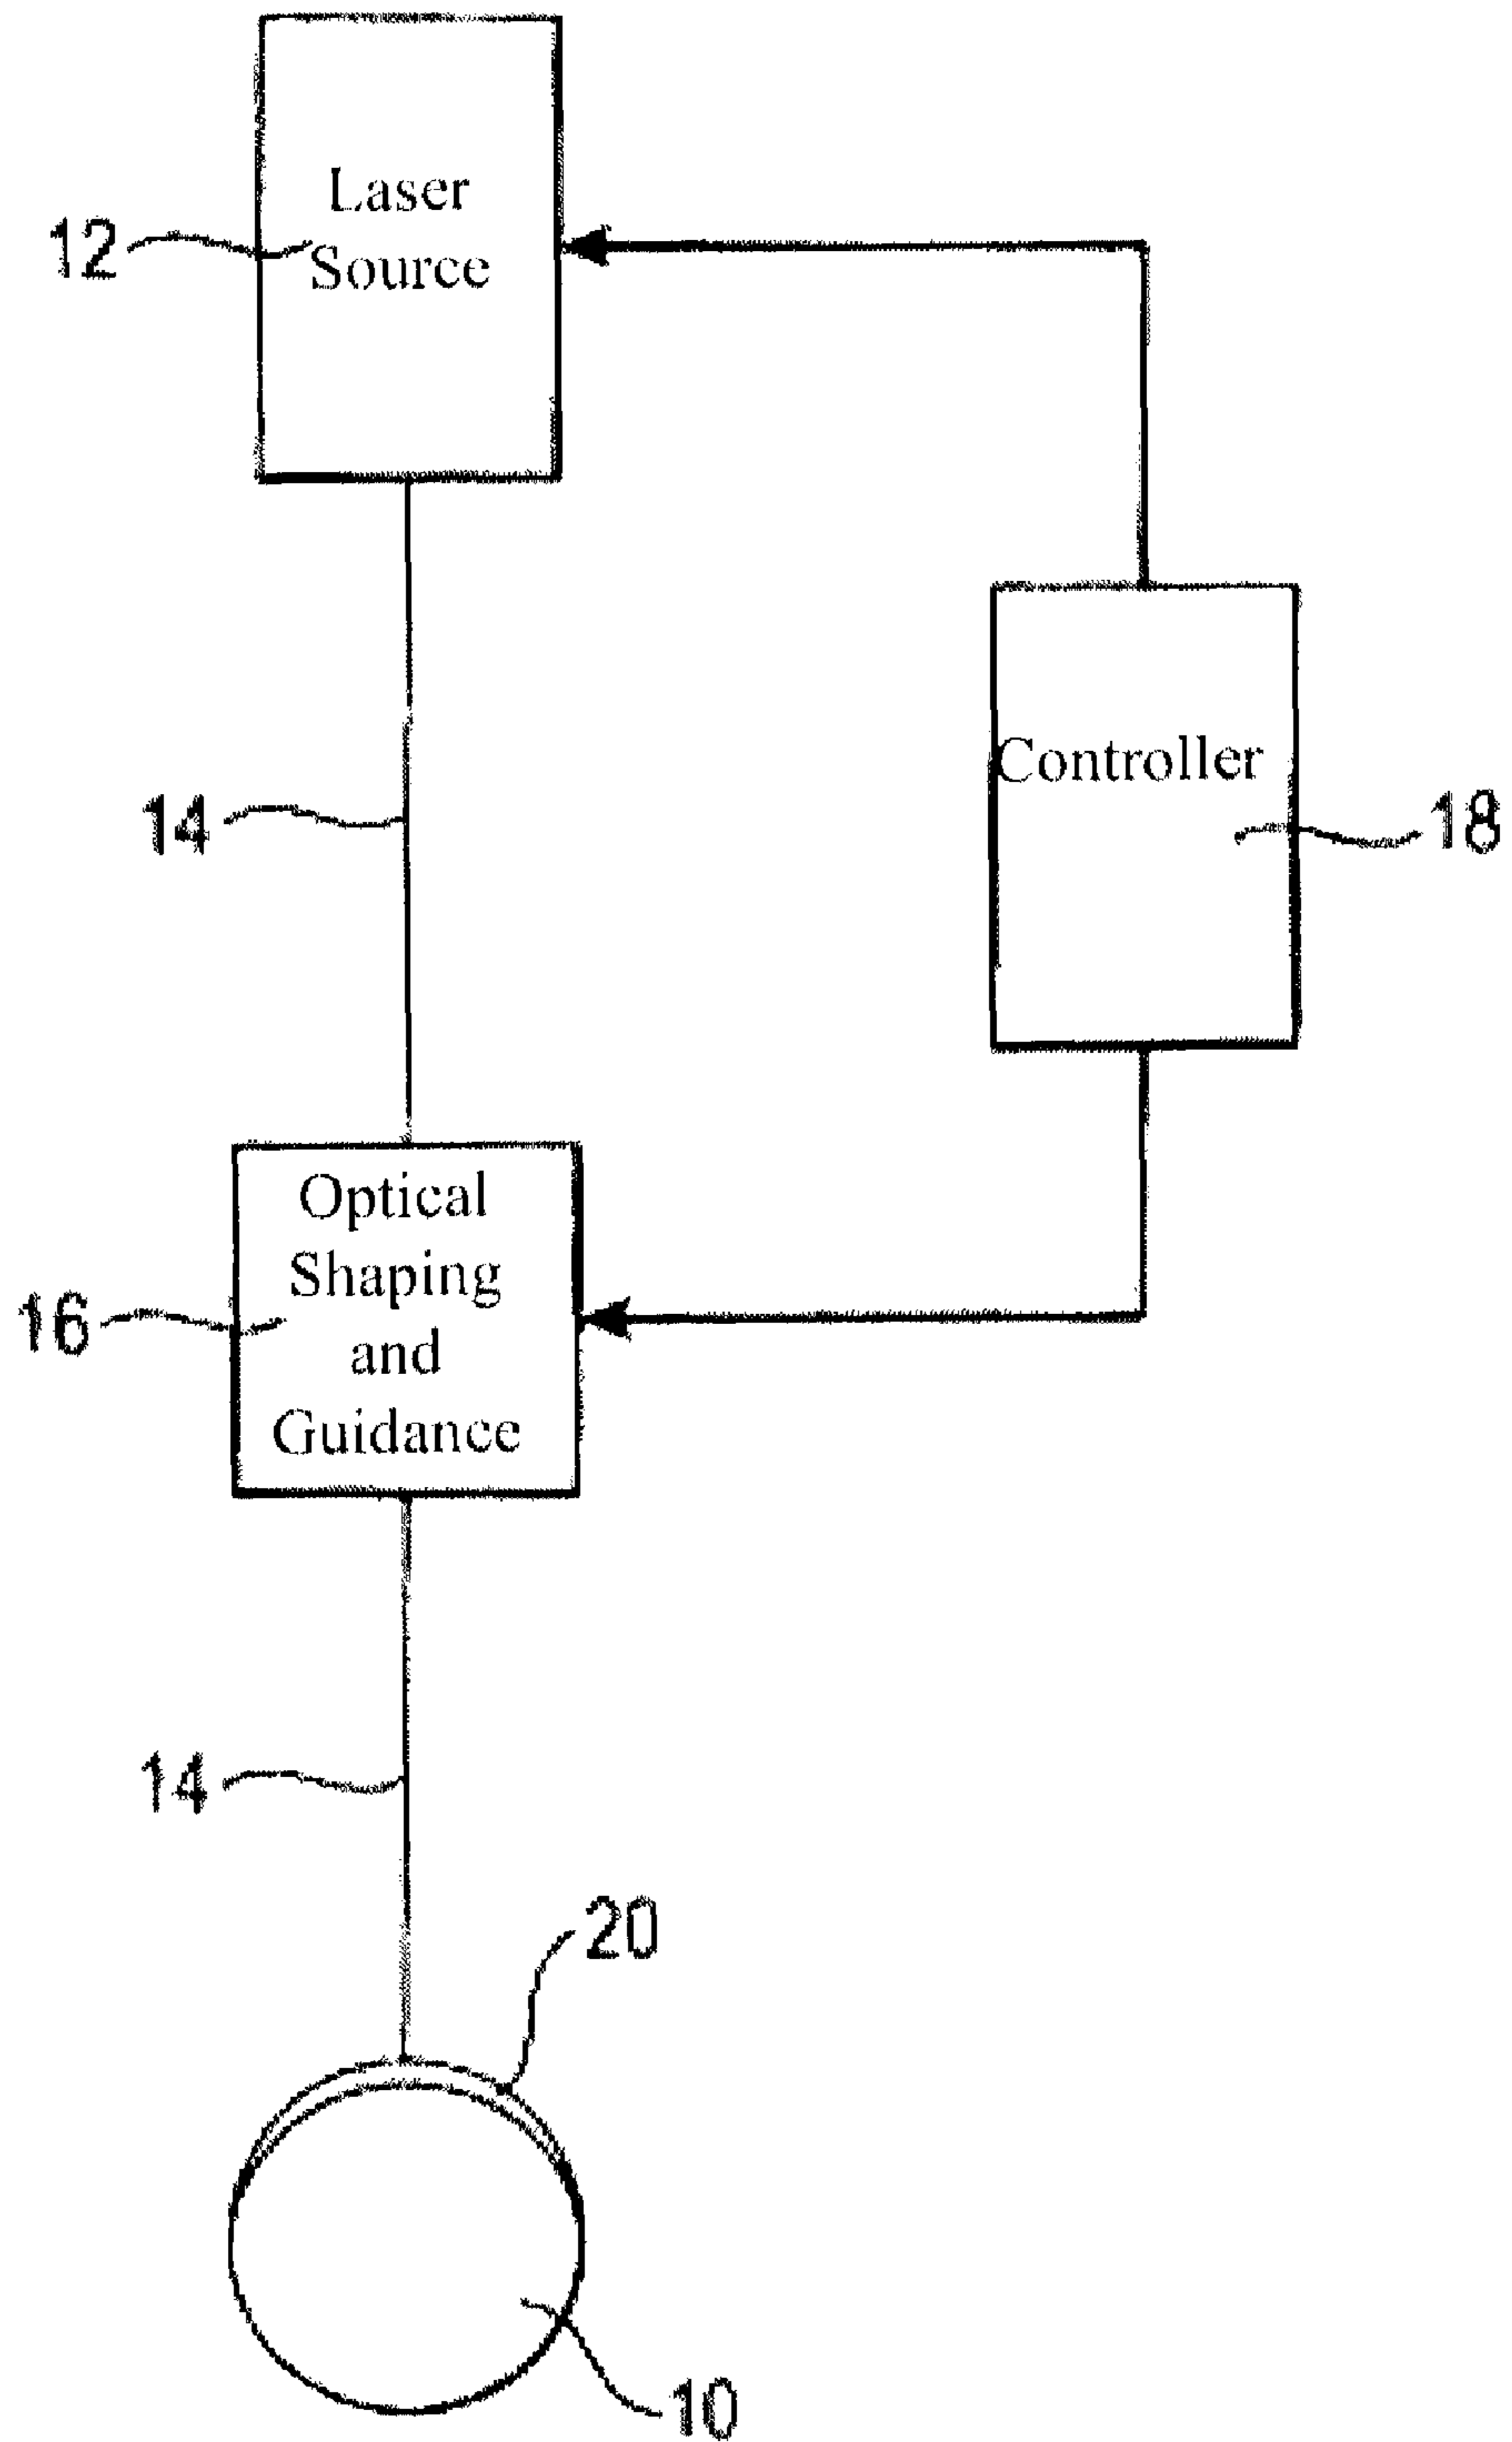 Laser
Source
12
14
Controller
18
Optical
Shaping
and
Guidance
16
14
20
10